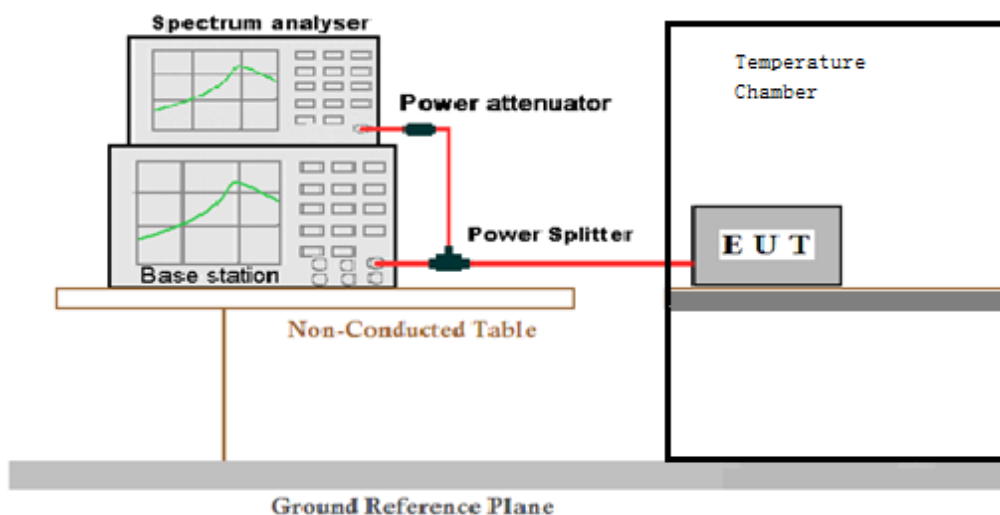 Spectrum analyser
Temperature
Chamber
Power attenuator
Power Splitter
E U T
Base station
Non-Conducted Table
Ground Reference Plane